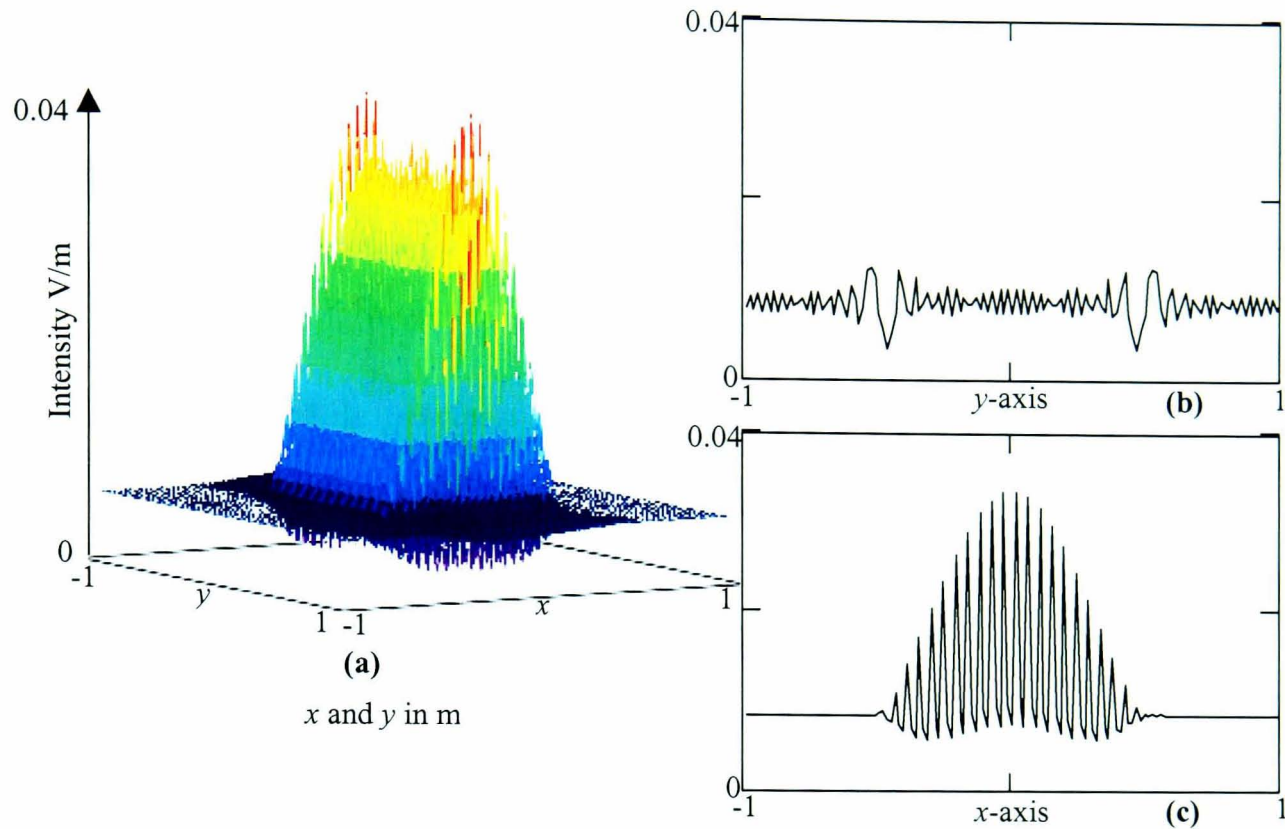 0.04
Intensity V/m
0
-1
y
1
-1
x
1
(a)
x and y in m
0.04
0
-1
y-axis
(b)
1
0.04
0
-1
x-axis
(c)
1